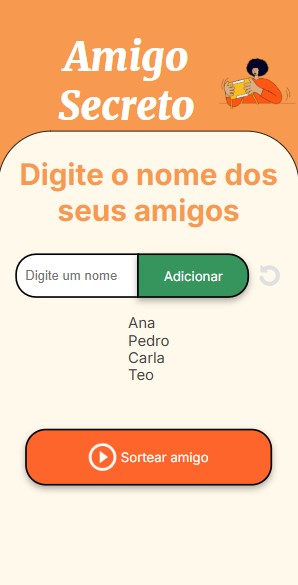 Amigo
Secreto
Digite o nome dos
seus amigos
Digite um nome
Adicionar
Ana
Pedro
Carla
Teo
Sortear amigo